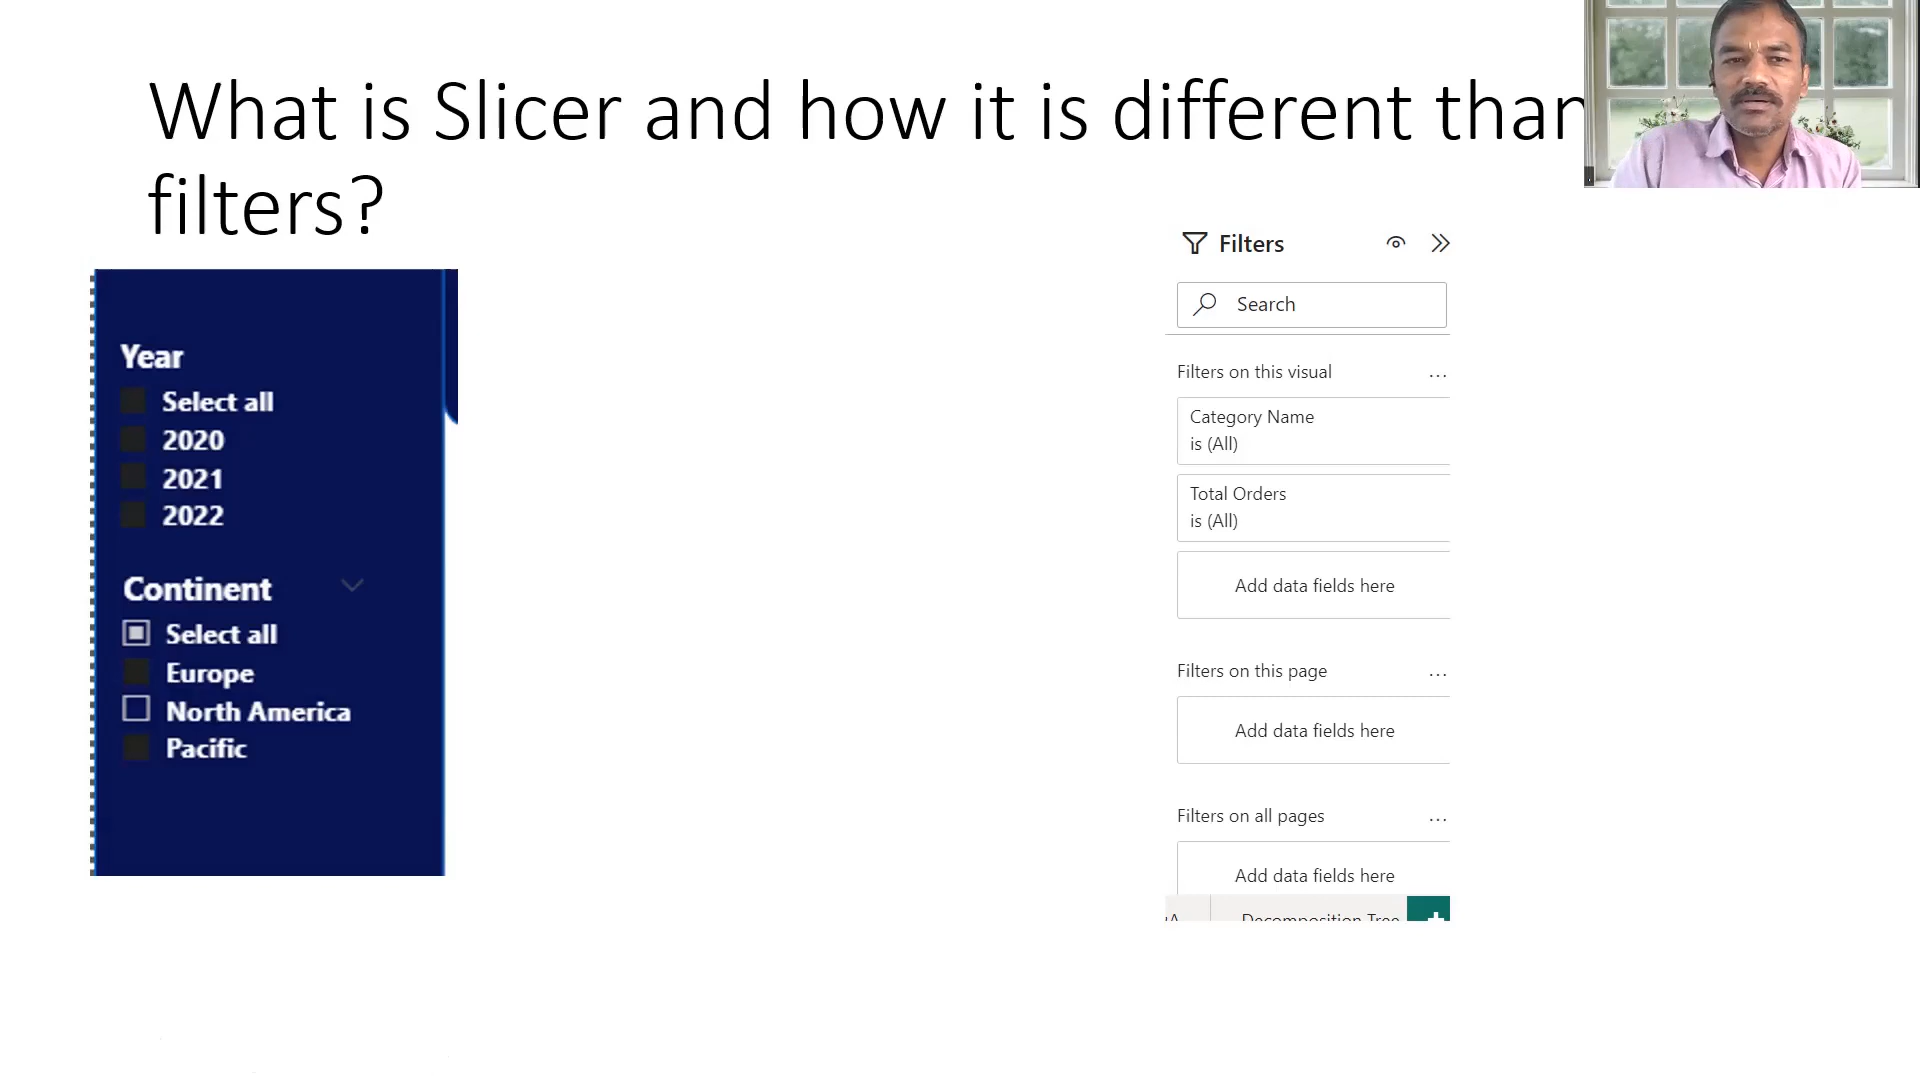 What is Slicer and how it is different than
filters?
Year
Select all
2020
2021
2022
Continent
Select all
Europe
North America
Pacific
Filters
Search
Filters on this visual
...
Category Name
is (All)
Total Orders
is (All)
Add data fields here
Filters on this page
...
Add data fields here
Filters on all pages
...
Add data fields here
Decomposition Tree